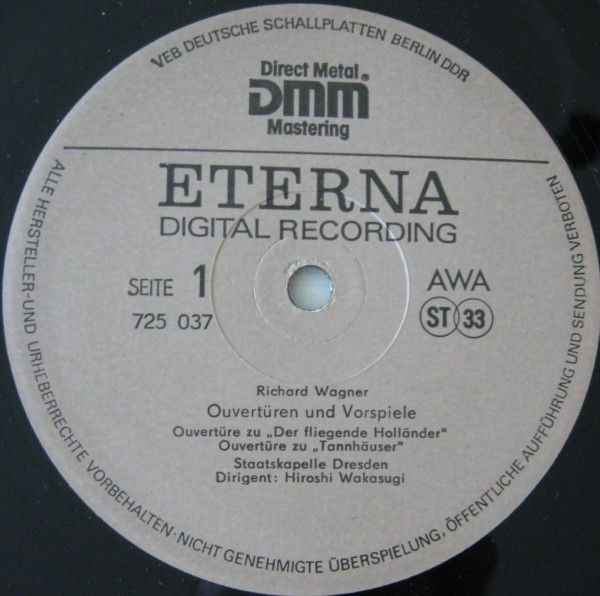 VEB DEUTSCHE SCHALLPLATTEN BERLIN DDR
Direct Metal
DMM®
Mastering
ETERNA
DIGITAL RECORDING
SEITE 1
725 037
AWA
ST 33
Richard Wagner
Ouvertüren und Vorspiele
Ouvertüre zu „Der fliegende Holländer“
Ouvertüre zu „Tannhäuser“
Staatskapelle Dresden
Dirigent: Hiroshi Wakasugi
ALLE HERSTELLER-UND URHEBERRECHTE VORBEHALTEN·NICHT GENEHMIGTE ÜBERSPIELUNG, ÖFFENTLICHE AUFFÜHRUNG UND SENDUNG VERBOTEN